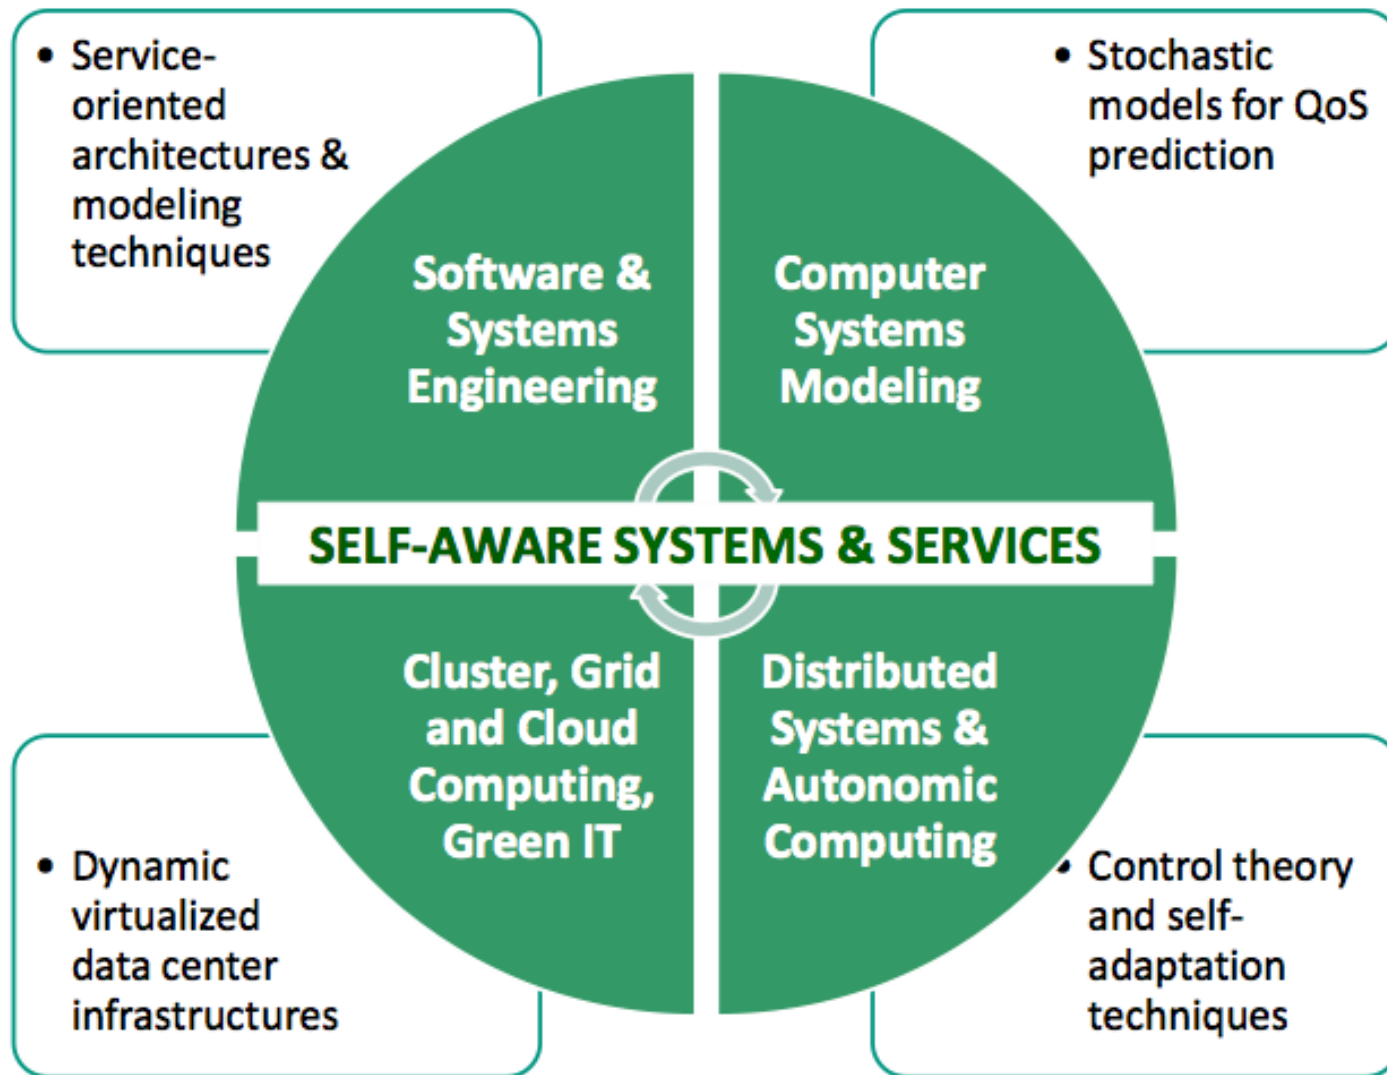 • Service-
oriented
architectures &
modeling
techniques
• Stochastic
models for QoS
prediction
Software &
Systems
Engineering
Computer
Systems
Modeling
SELF-AWARE SYSTEMS & SERVICES
Cluster, Grid
and Cloud
Computing,
Green IT
Distributed
Systems &
Autonomic
Computing
• Dynamic
virtualized
data center
infrastructures
• Control theory
and self-
adaptation
techniques